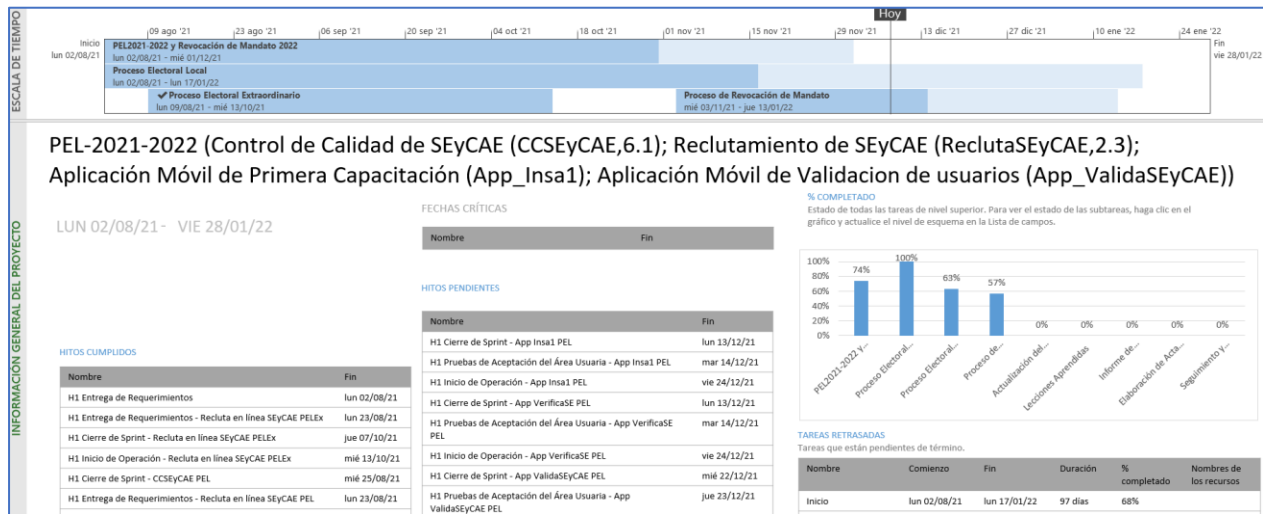 Hoy
ESCALA DE TIEMPO
09 ago '21 23 ago '21 06 sep '21 20 sep '21 04 oct '21 18 oct '21 01 nov '21 15 nov '21 29 nov '21 13 dic '21 27 dic '21 10 ene '22 24 ene '22
Inicio
lun 02/08/21
PEL2021-2022 y Revocación de Mandato 2022
lun 02/08/21 - mié 01/12/21
Proceso Electoral Local
lun 02/08/21 - lun 17/01/22
✔ Proceso Electoral Extraordinario
lun 09/08/21 - mié 13/10/21
Proceso de Revocación de Mandato
mié 03/11/21 - jue 13/01/22
Fin
vie 28/01/22
INFORMACIÓN GENERAL DEL PROYECTO
PEL-2021-2022 (Control de Calidad de SEyCAE (CCSEyCAE,6.1); Reclutamiento de SEyCAE (ReclutaSEyCAE,2.3);
Aplicación Móvil de Primera Capacitación (App_Insa1); Aplicación Móvil de Validacion de usuarios (App_ValidaSEyCAE))
LUN 02/08/21 - VIE 28/01/22
HITOS CUMPLIDOS
Nombre Fin
H1 Entrega de Requerimientos lun 02/08/21
H1 Entrega de Requerimientos - Recluta en línea SEyCAE PELEx lun 23/08/21
H1 Cierre de Sprint - Recluta en línea SEyCAE PELEx jue 07/10/21
H1 Inicio de Operación - Recluta en línea SEyCAE PELEx mié 13/10/21
H1 Cierre de Sprint - CCSEyCAE PEL mié 25/08/21
H1 Entrega de Requerimientos - Recluta en línea SEyCAE PEL lun 23/08/21
FECHAS CRÍTICAS
Nombre Fin
HITOS PENDIENTES
Nombre Fin
H1 Cierre de Sprint - App Insa1 PEL lun 13/12/21
H1 Pruebas de Aceptación del Área Usuaria - App Insa1 PEL mar 14/12/21
H1 Inicio de Operación - App Insa1 PEL vie 24/12/21
H1 Cierre de Sprint - App VerificaSE PEL lun 13/12/21
H1 Pruebas de Aceptación del Área Usuaria - App VerificaSE mar 14/12/21
PEL
H1 Inicio de Operación - App VerificaSE PEL vie 24/12/21
H1 Cierre de Sprint - App ValidaSEyCAE PEL mié 22/12/21
H1 Pruebas de Aceptación del Área Usuaria - App jue 23/12/21
ValidaSEyCAE PEL
% COMPLETADO
Estado de todas las tareas de nivel superior. Para ver el estado de las subtareas, haga clic en el
gráfico y actualice el nivel de esquema en la Lista de campos.
100%
80%
60%
40%
20%
0%
74% 100% 63% 57% 0% 0% 0% 0% 0%
PEL2021-2022 y...
Proceso Electoral...
Proceso Electoral...
Proceso de...
Actualización del...
Lecciones Aprendidas
Informe de...
Elaboración de Acta...
Seguimiento y...
TAREAS RETRASADAS
Tareas que están pendientes de término.
Nombre Comienzo Fin Duración % completado Nombres de los recursos
Inicio lun 02/08/21 lun 17/01/22 97 días 68%